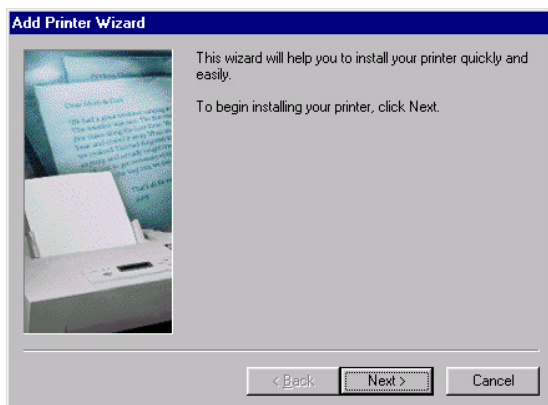 Add Printer Wizard
This wizard will help you to install your printer quickly and
easily.
To begin installing your printer, click Next.
< Back
Next >
Cancel